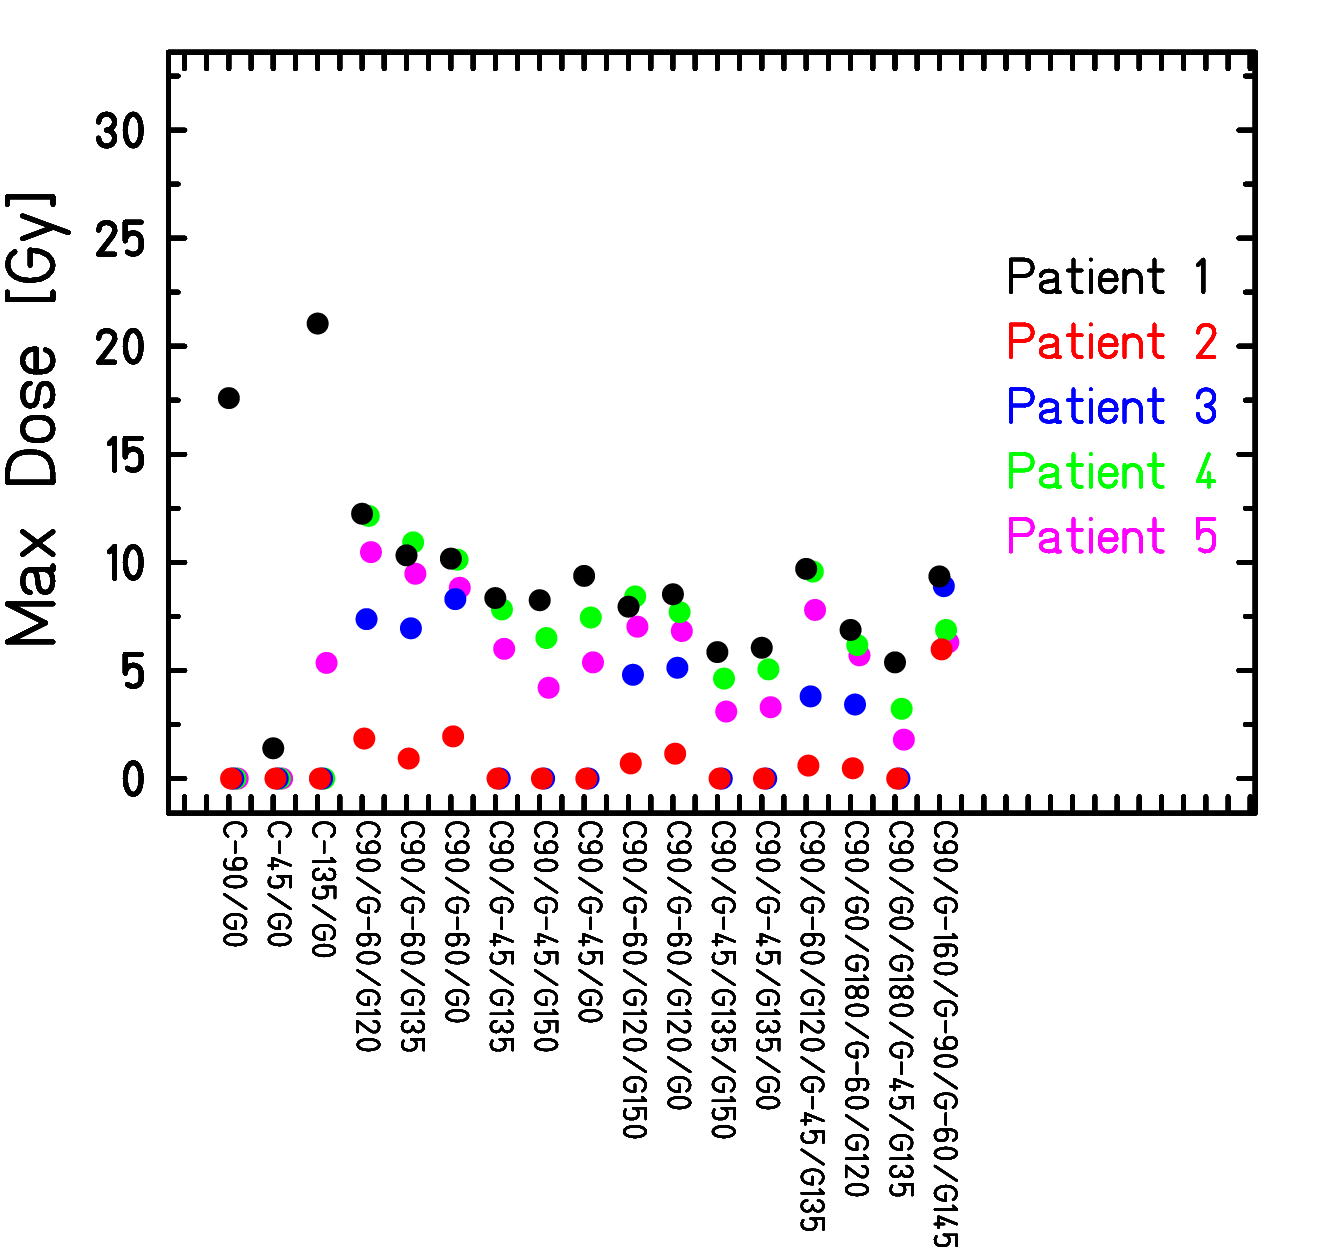 Max Dose [Gy]
30
25
20
15
10
5
0
Patient 1
Patient 2
Patient 3
Patient 4
Patient 5
C-90/G0
C-45/G0
C-135/G0
C90/G-60/G120
C90/G-60/G135
C90/G-60/G0
C90/G-45/G135
C90/G-45/G150
C90/G-45/G0
C90/G-60/G120/G150
C90/G-60/G120/G0
C90/G-45/G135/G150
C90/G-45/G135/G0
C90/G-60/G120/G-45/G135
C90/G0/G180/G-60/G120
C90/G0/G180/G-45/G135
C90/G-160/G-90/G-60/G145